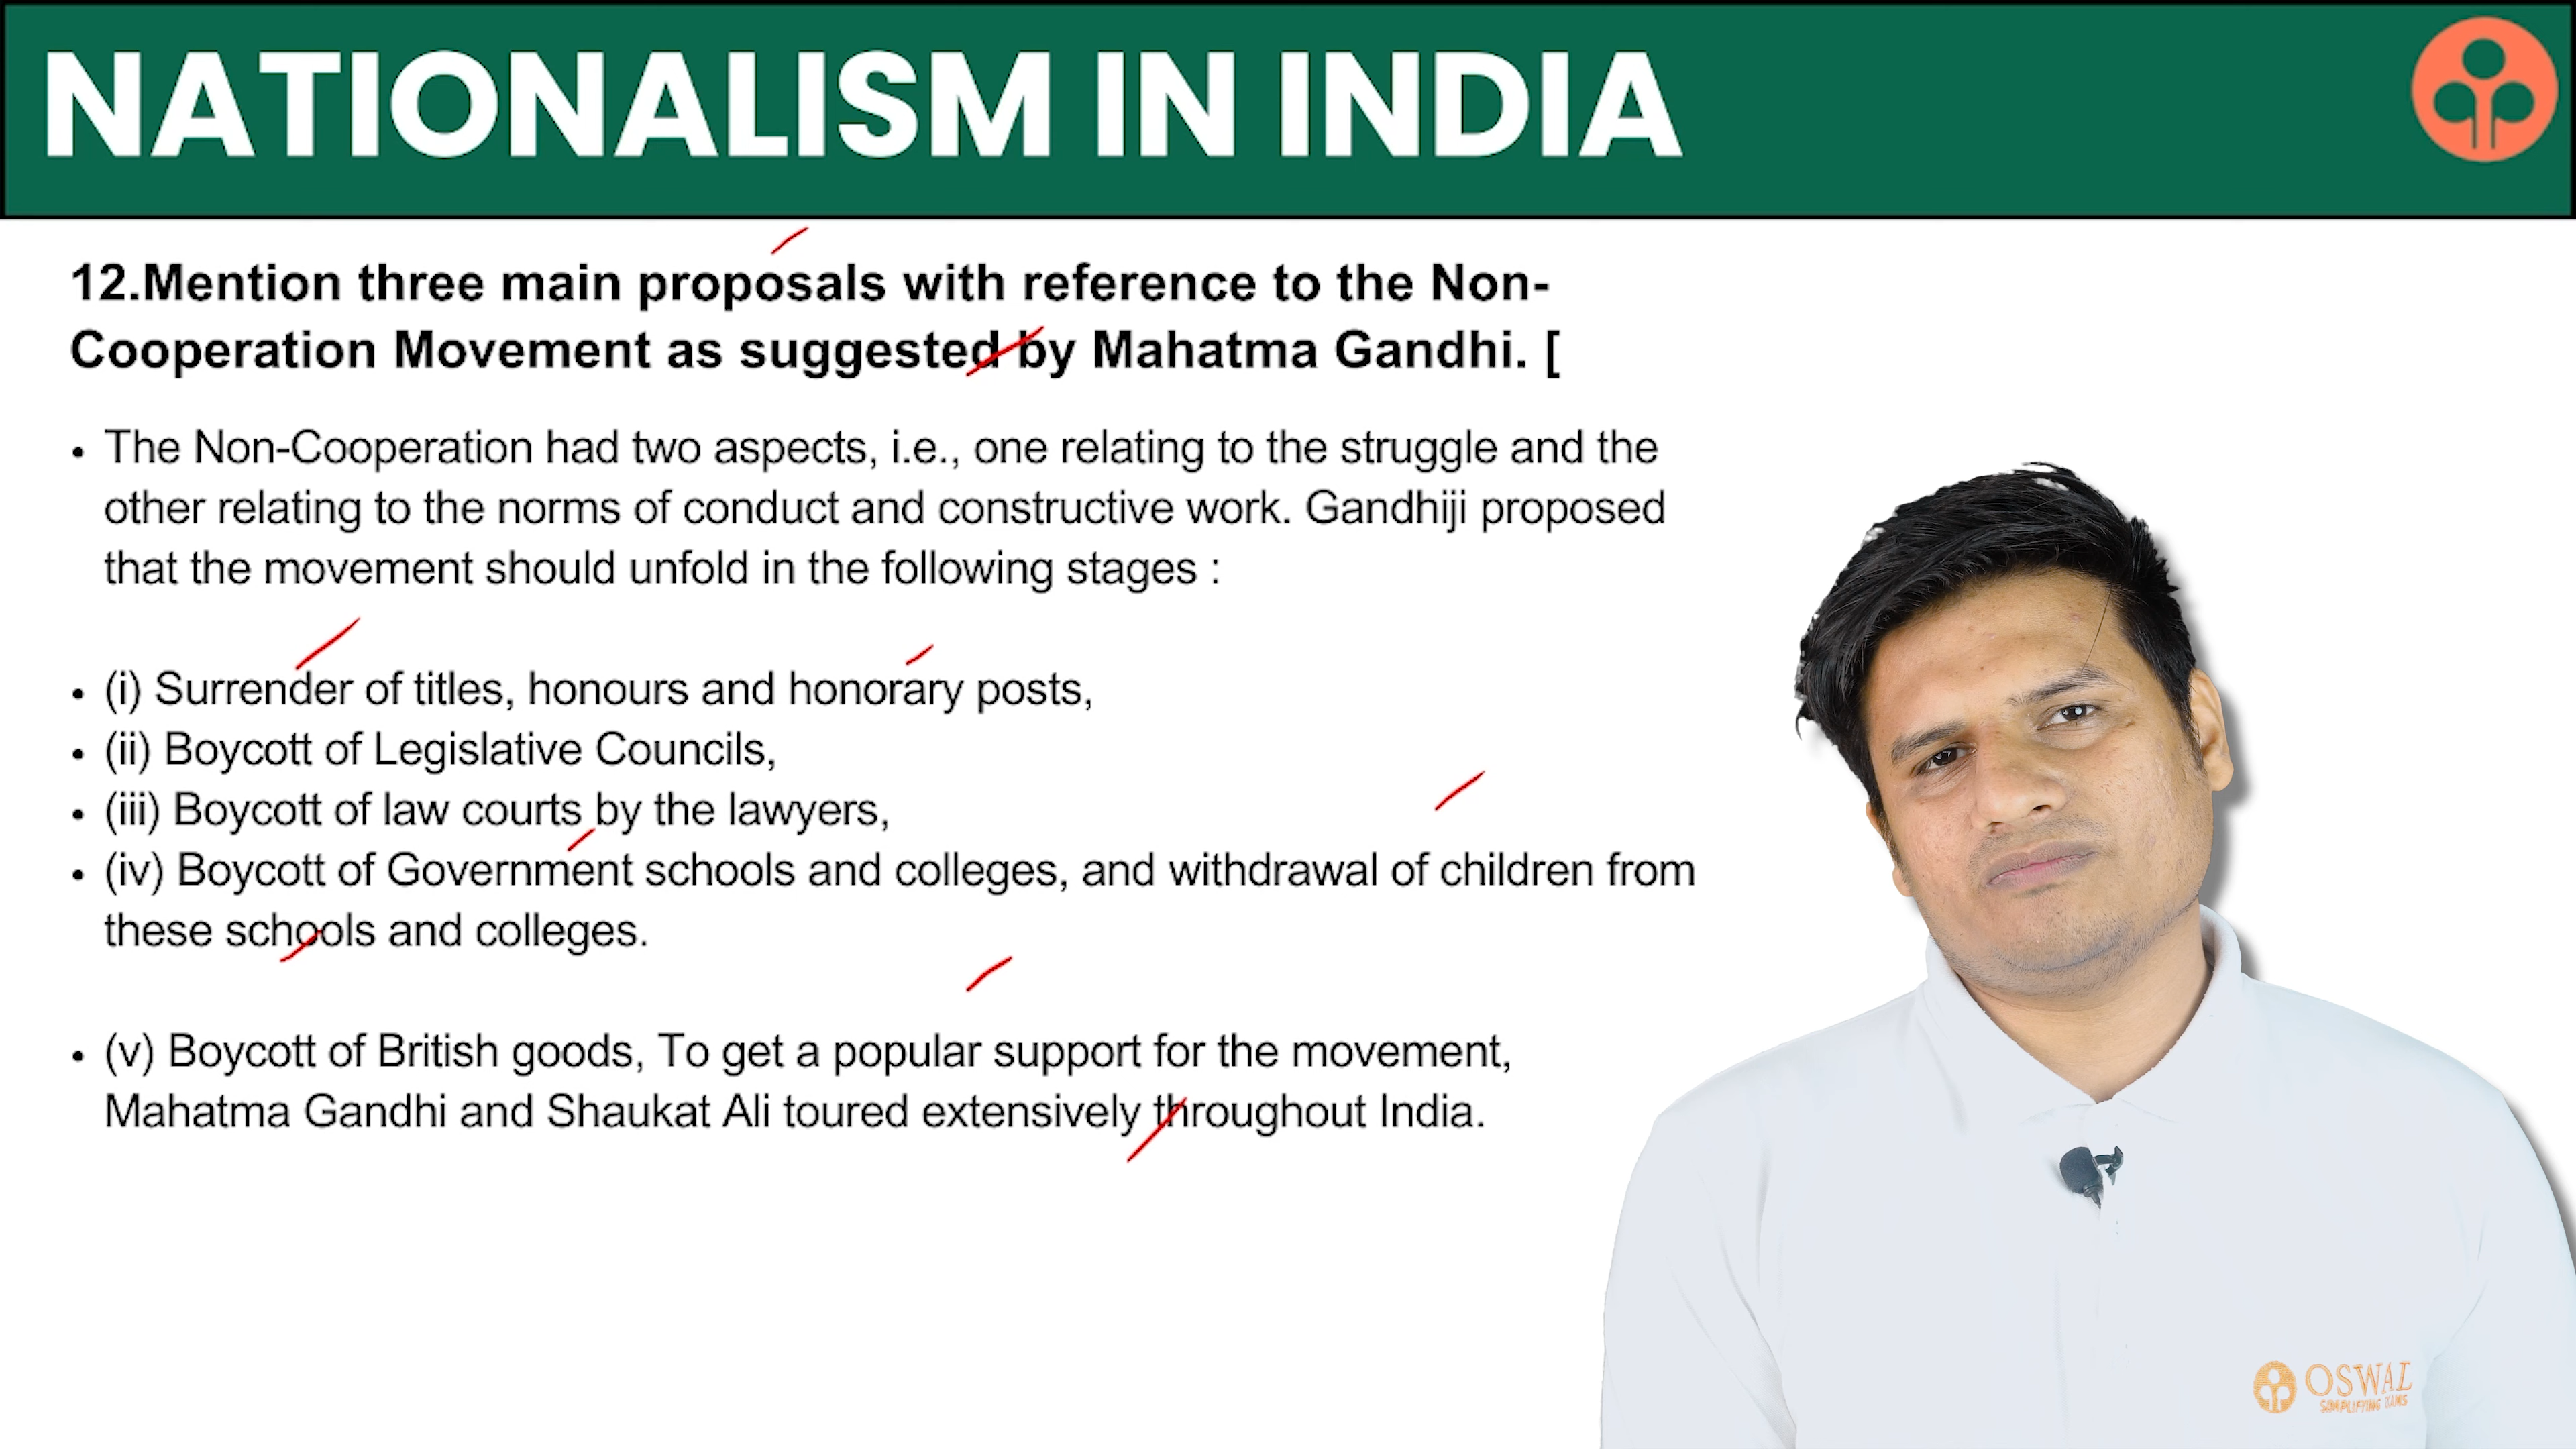 NATIONALISM IN INDIA
12.Mention three main proposals with reference to the Non-
Cooperation Movement as suggested by Mahatma Gandhi. [
• The Non-Cooperation had two aspects, i.e., one relating to the struggle and the
other relating to the norms of conduct and constructive work. Gandhiji proposed
that the movement should unfold in the following stages :
• (i) Surrender of titles, honours and honorary posts,
• (ii) Boycott of Legislative Councils,
• (iii) Boycott of law courts by the lawyers,
• (iv) Boycott of Government schools and colleges, and withdrawal of children from
these schools and colleges.
• (v) Boycott of British goods, To get a popular support for the movement,
Mahatma Gandhi and Shaukat Ali toured extensively throughout India.
OSWAL
SIMPLIFYING